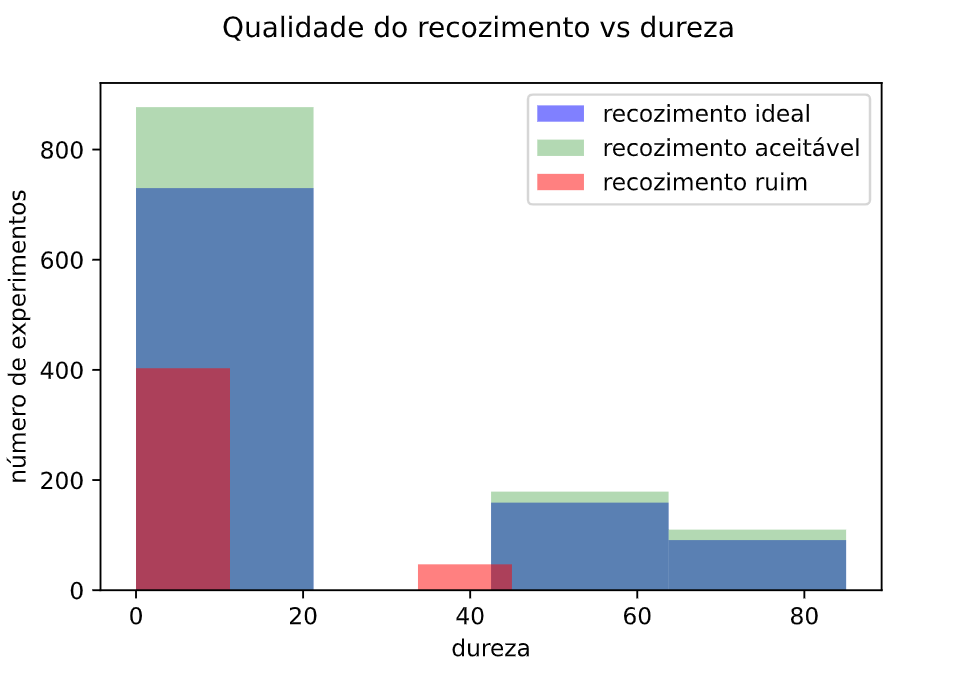 Qualidade do recozimento vs dureza
recozimento ideal
recozimento aceitável
recozimento ruim
número de experimentos
800
600
400
200
0
0 20 40 60 80
dureza